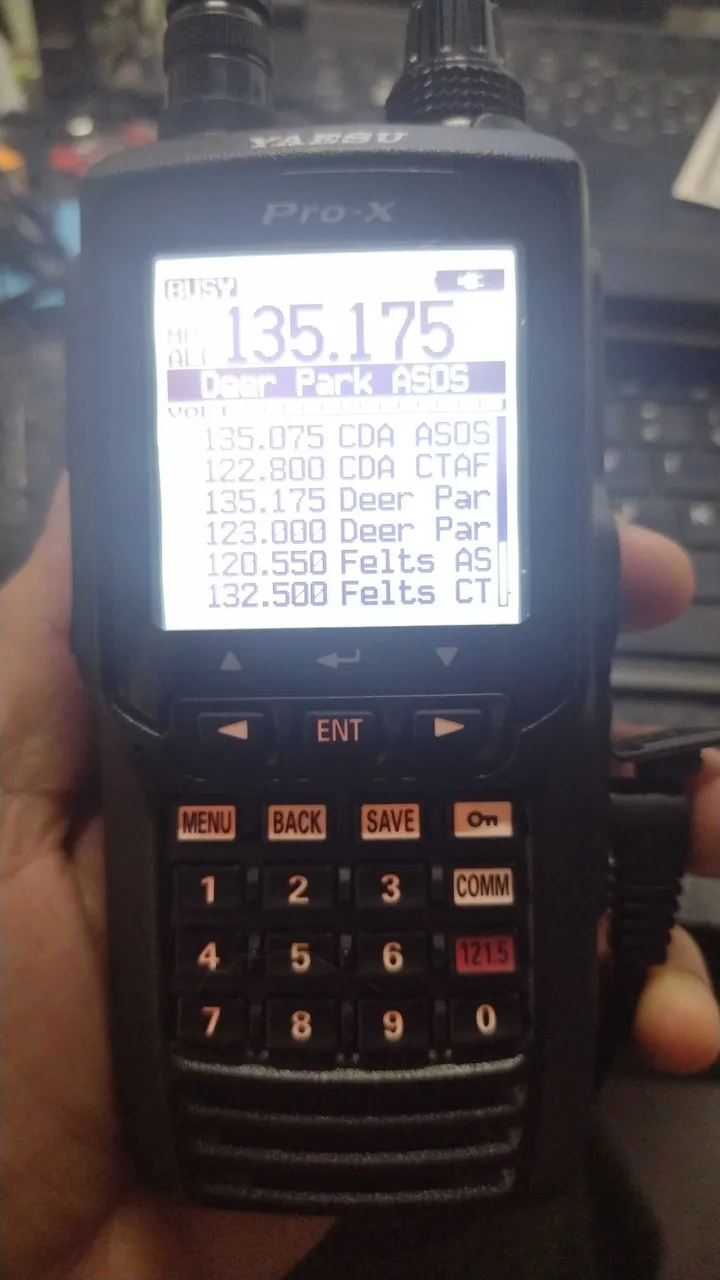 YAESU
Pro-X
BUSY
135.175
Deer Park ASOS
135.075 CDA ASOS
122.800 CDA CTAF
135.175 Deer Par
123.000 Deer Par
120.550 Felts AS
132.500 Felts CT
ENT
MENU BACK SAVE
1 2 3 COMM
4 5 6 121.5
7 8 9 0